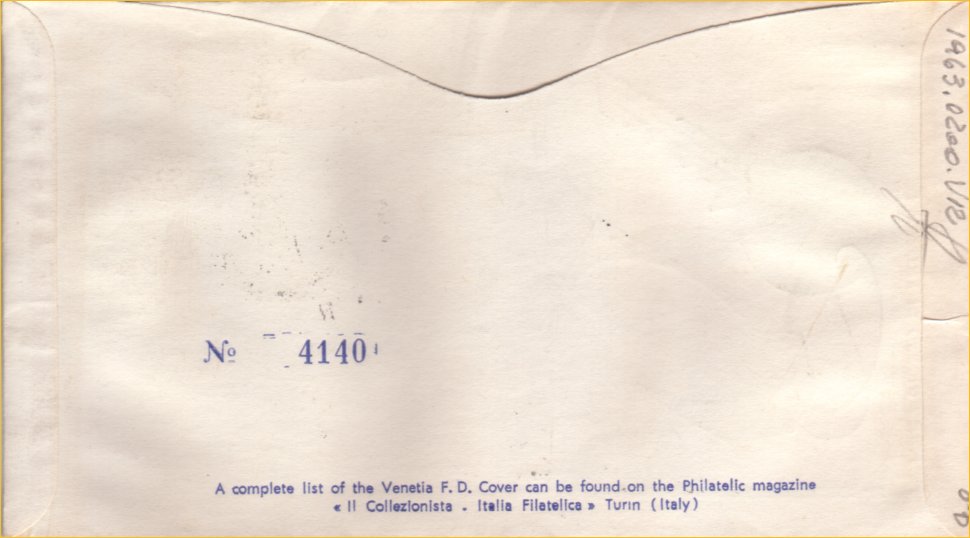 1963.0200.V12
№ 4140
A complete list of the Venetia F. D. Cover can be found on the Philatelic magazine
« Il Collezionista - Italia Filatelica » Turin (Italy)